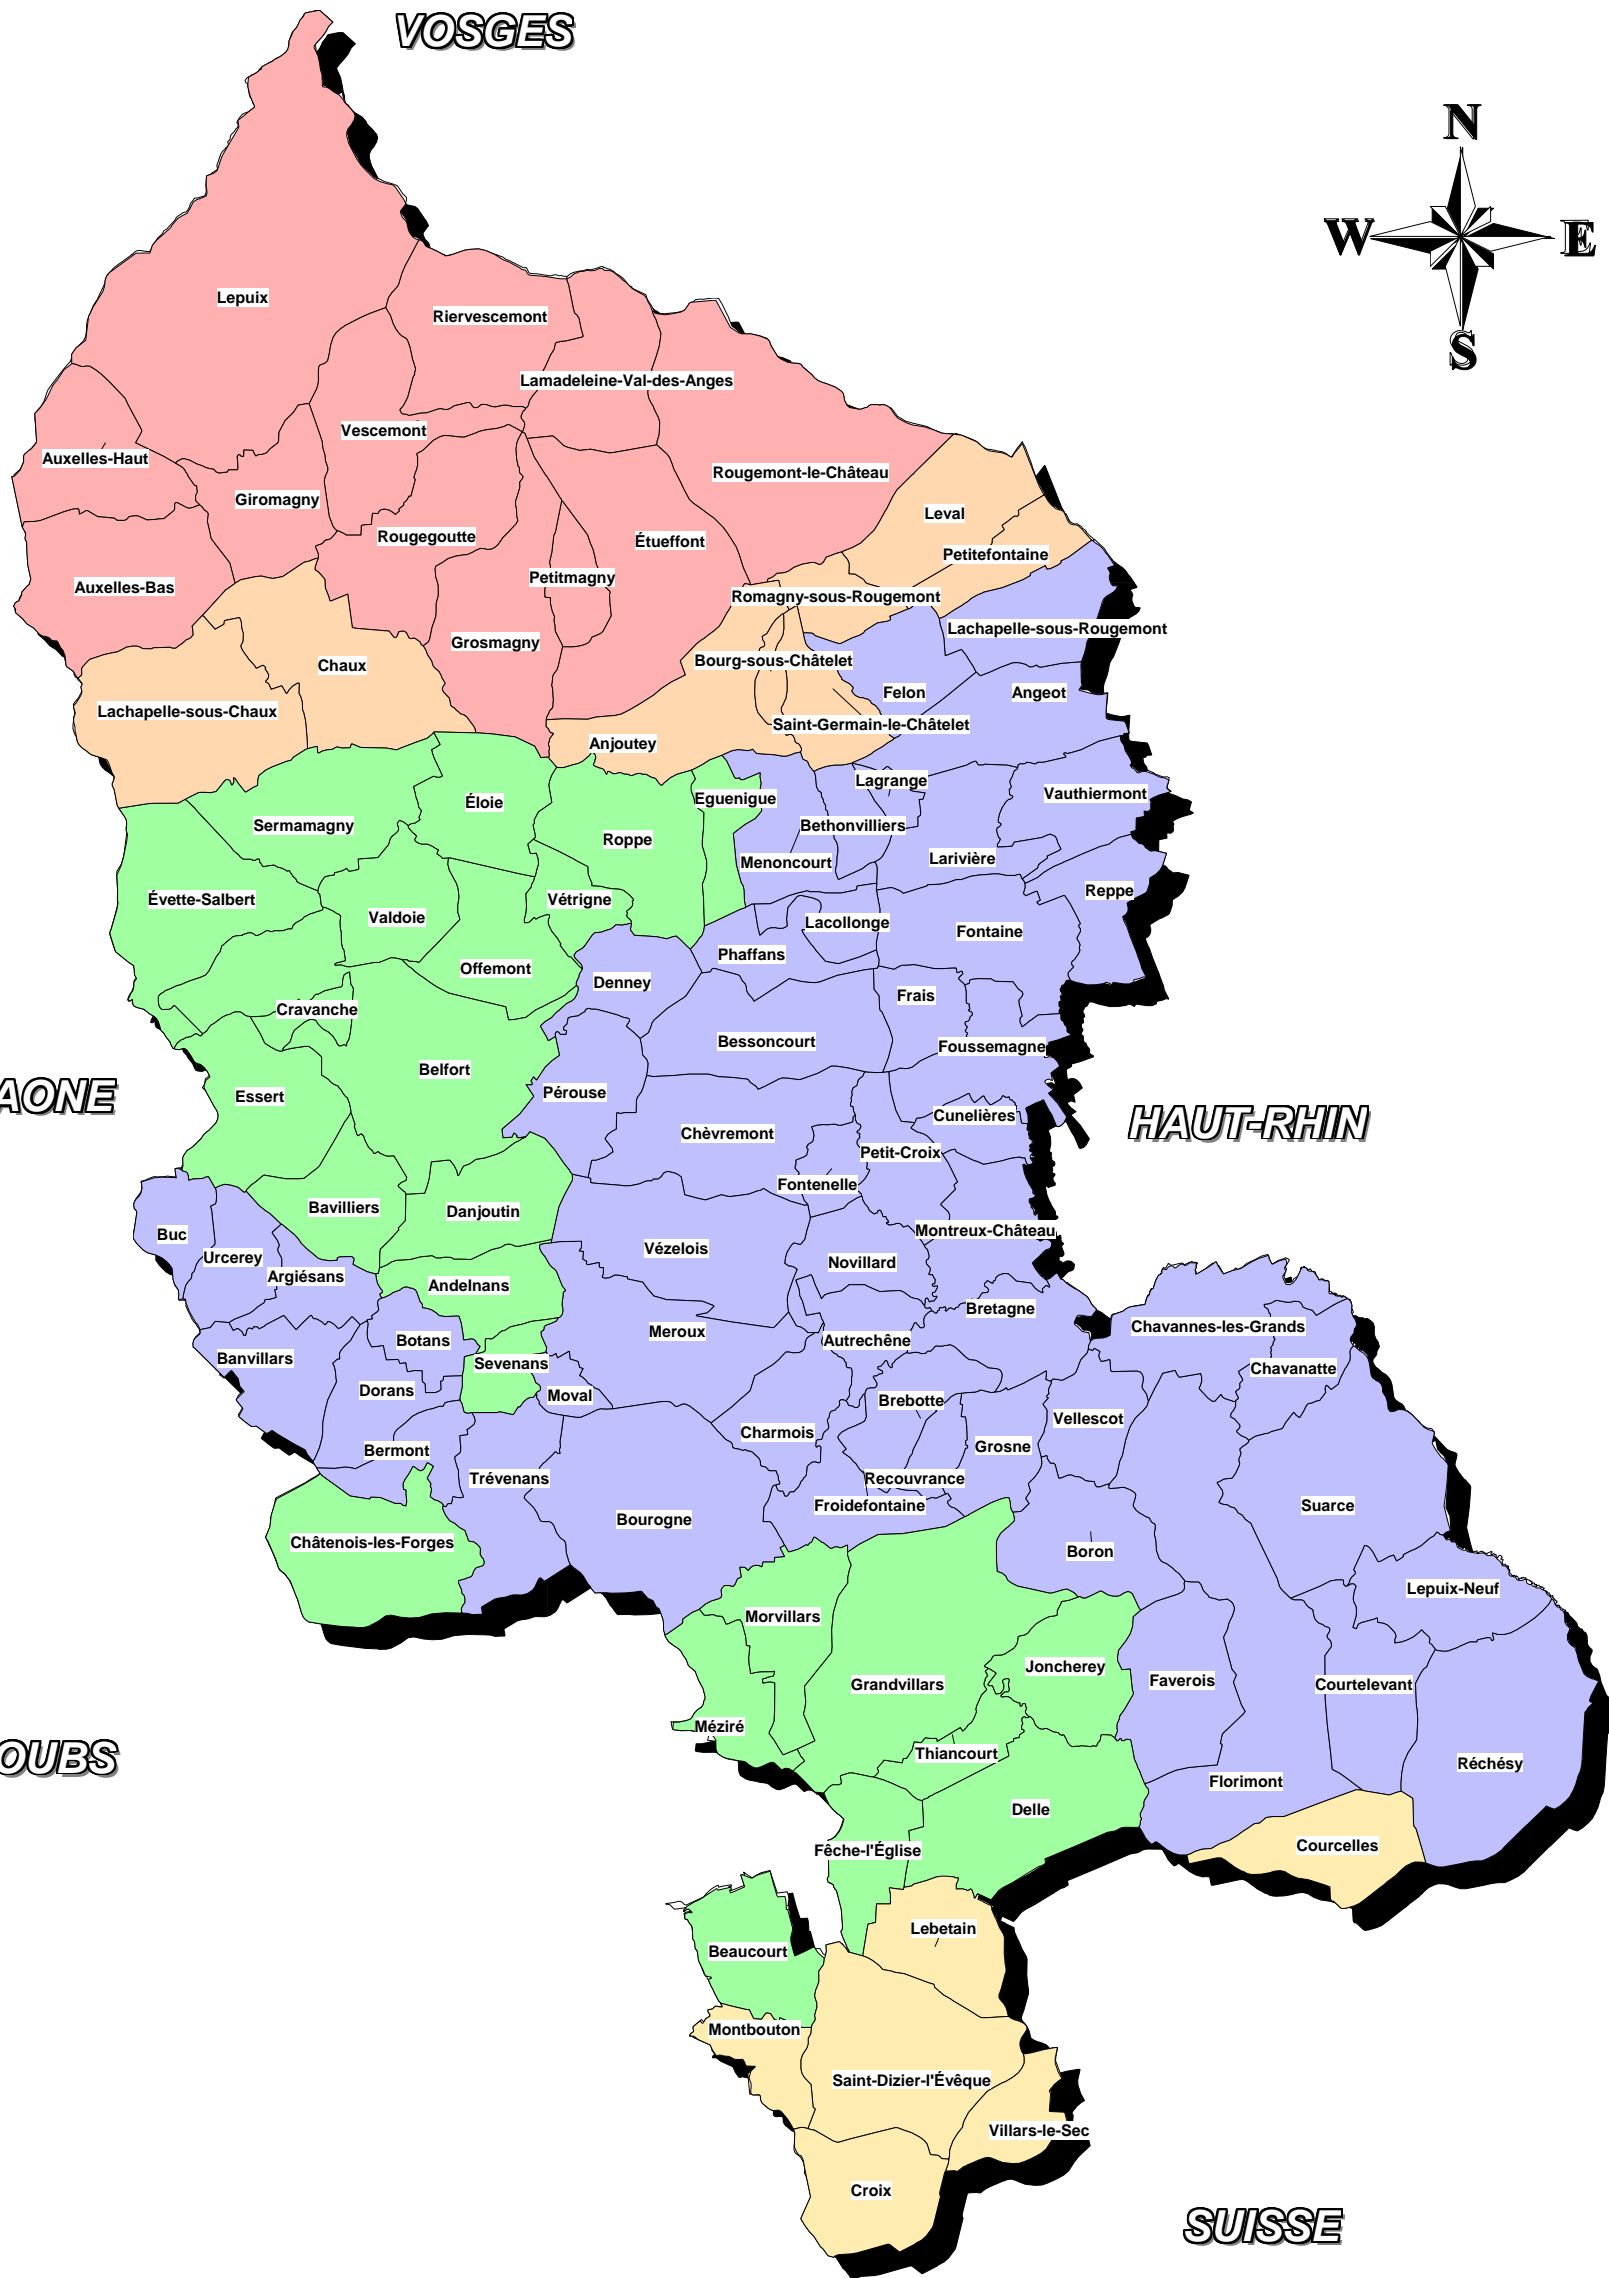 VOSGES
N
W
E
S
Lepuix
Riervescemont
Lamadeleine-Val-des-Anges
Vescemont
Auxelles-Haut
Rougemont-le-Château
Giromagny
Leval
Rougegoutte
Étueffont
Petitefontaine
Petitmagny
Auxelles-Bas
Romagny-sous-Rougemont
Lachapelle-sous-Rougemont
Grosmagny
Bourg-sous-Châtelet
Chaux
Felon
Angeot
Lachapelle-sous-Chaux
Saint-Germain-le-Châtelet
Anjoutey
Lagrange
Vauthiermont
Eguenigue
Éloie
Sermamagny
Bethonvilliers
Roppe
Larivière
Menoncourt
Reppe
Évette-Salbert
Vétrigne
Valdoie
Lacollonge
Fontaine
Phaffans
Offemont
Denney
Frais
Cravanche
Bessoncourt
Foussemagne
Belfort
Pérouse
Essert
AONE
Cunelières
HAUT-RHIN
Chèvremont
Petit-Croix
Fontenelle
Bavilliers
Danjoutin
Buc
Montreux-Château
Vézelois
Urcerey
Novillard
Argiésans
Andelnans
Bretagne
Chavannes-les-Grands
Meroux
Botans
Autrechêne
Banvillars
Sevenans
Chavanatte
Dorans
Moval
Brebotte
Vellescot
Charmois
Grosne
Bermont
Trévenans
Recouvrance
Froidefontaine
Suarce
Bourogne
Châtenois-les-Forges
Boron
Lepuix-Neuf
Morvillars
Joncherey
Faverois
Grandvillars
Courtelevant
Méziré
Thiancourt
OUBS
Réchésy
Florimont
Delle
Courcelles
Fêche-l'Église
Lebetain
Beaucourt
Montbouton
Saint-Dizier-l'Évêque
Villars-le-Sec
Croix
SUISSE